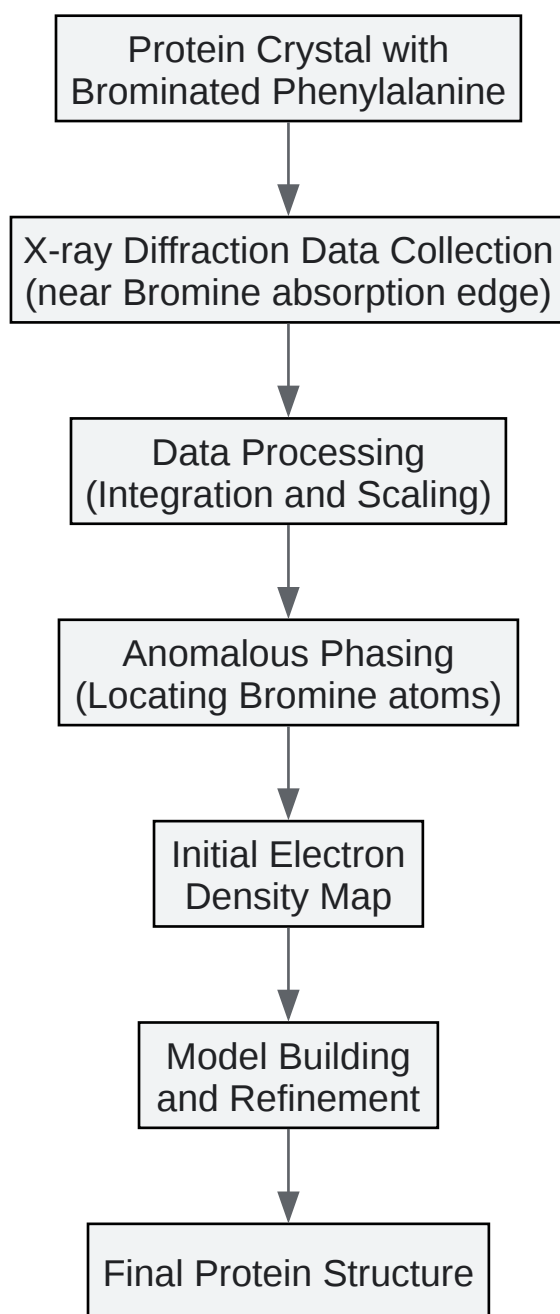 Protein Crystal with
Brominated Phenylalanine
X-ray Diffraction Data Collection
(near Bromine absorption edge)
Data Processing
(Integration and Scaling)
Anomalous Phasing
(Locating Bromine atoms)
Initial Electron
Density Map
Model Building
and Refinement
Final Protein Structure